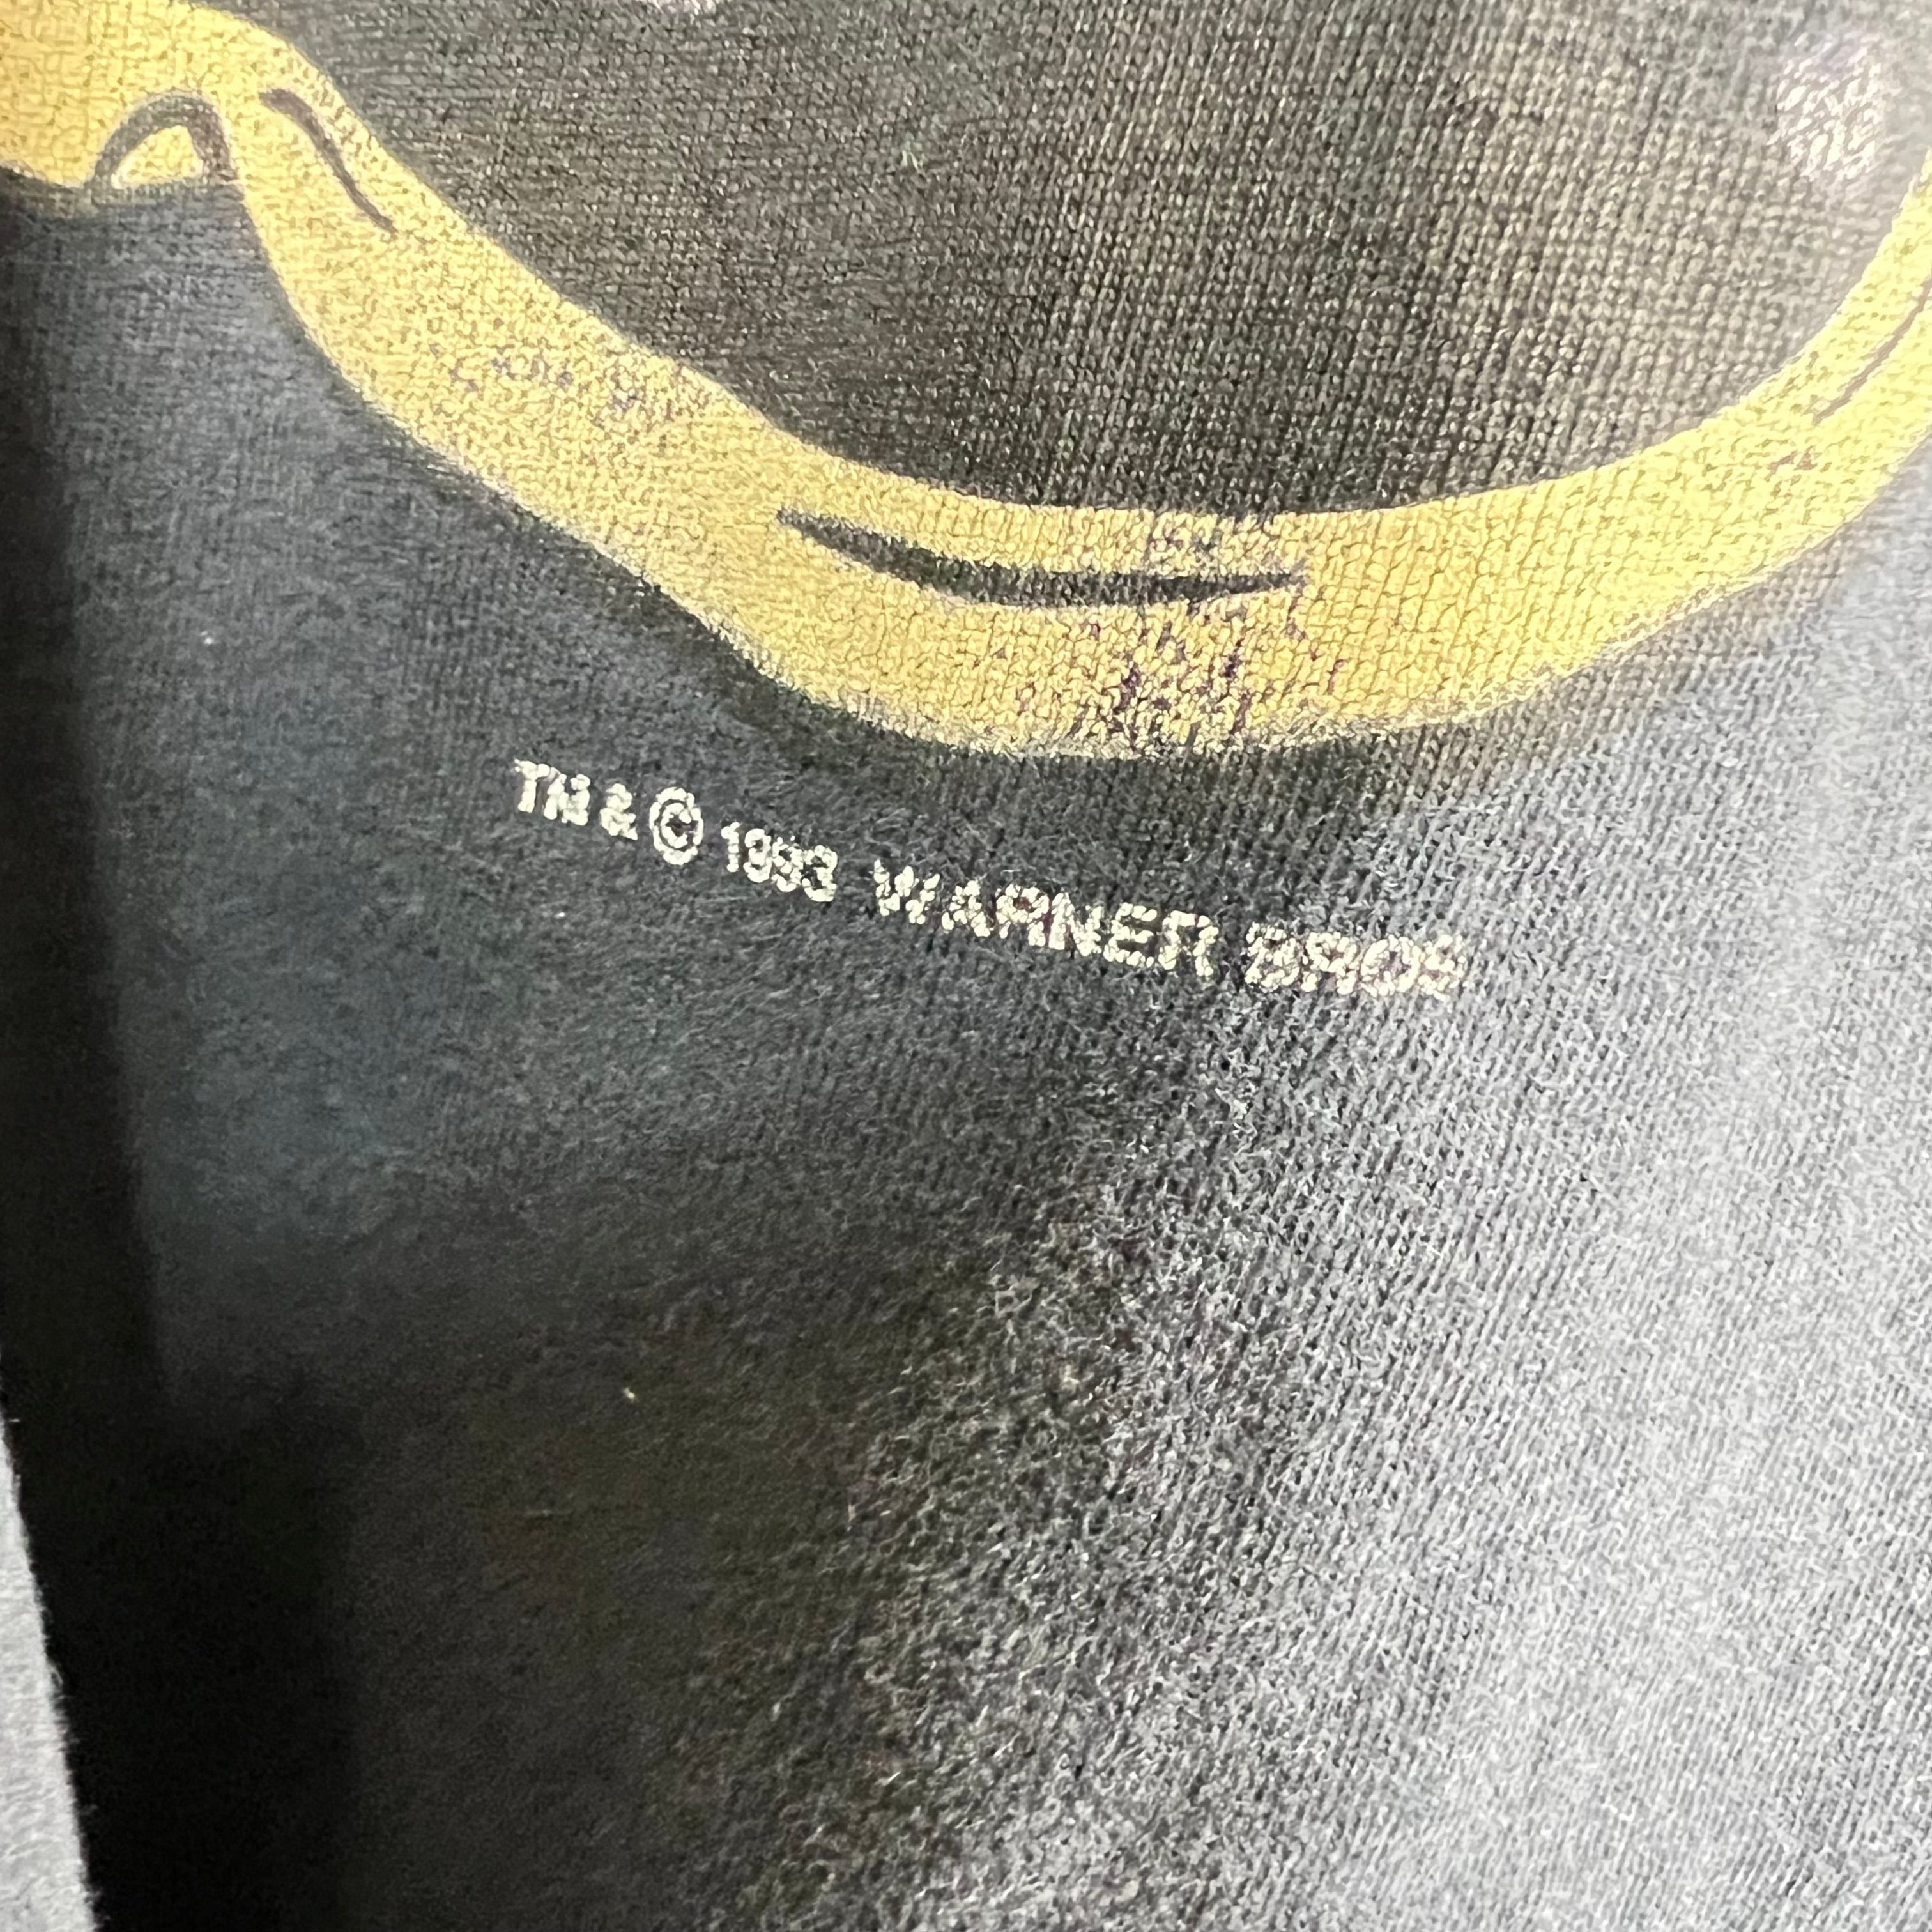 TM & © 1993 WARNER BROS